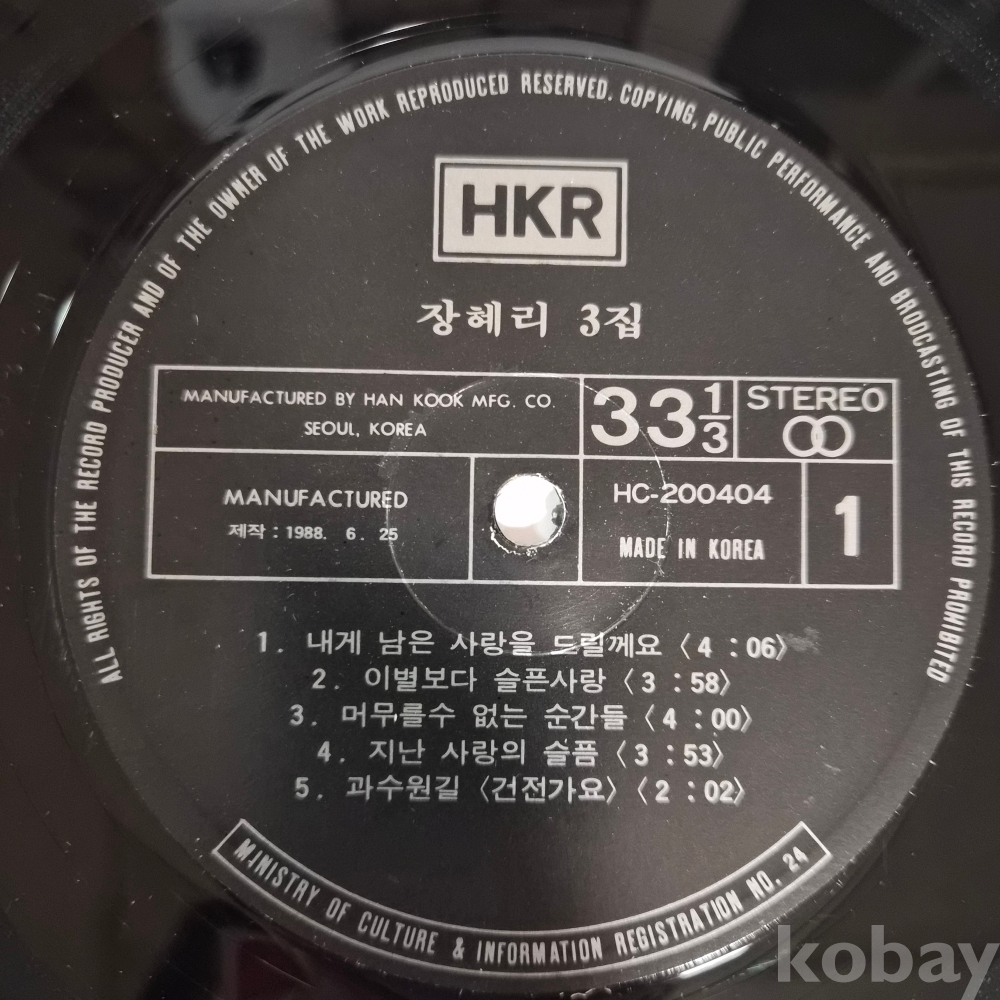 ALL RIGHTS OF THE RECORD PRODUCER AND OF THE OWNER OF THE WORK REPRODUCED RESERVED. COPYING, PUBLIC PERFORMANCE AND BRODCASTING OF THIS RECORD PROHIBITED
HKR
장혜리 3집
MANUFACTURED BY HAN KOOK MFG. CO.
SEOUL, KOREA
33 1/3
STEREO
MANUFACTURED
제작 : 1988. 6. 25
HC-200404
MADE IN KOREA
1
1. 내게 남은 사랑을 드릴께요 〈4 : 06〉
2. 이별보다 슬픈사랑 〈3 : 58〉
3. 머무를수 없는 순간들 〈4 : 00〉
4. 지난 사랑의 슬픔 〈3 : 53〉
5. 과수원길 〈건전가요〉 〈2 : 02〉
MINISTRY OF CULTURE & INFORMATION REGISTRATION NO. 24
kobay